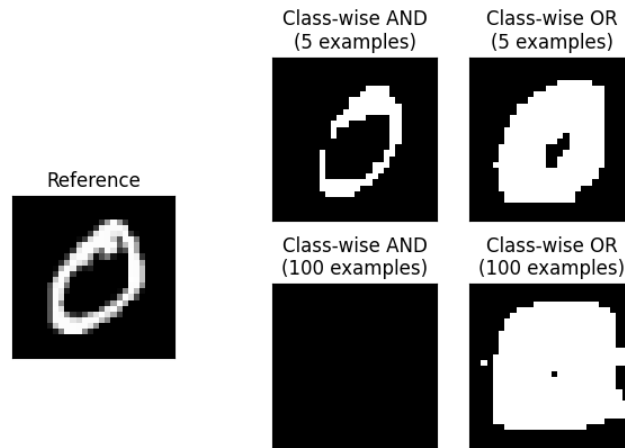 Class-wise AND
(5 examples)
Class-wise OR
(5 examples)
Reference
Class-wise AND
(100 examples)
Class-wise OR
(100 examples)